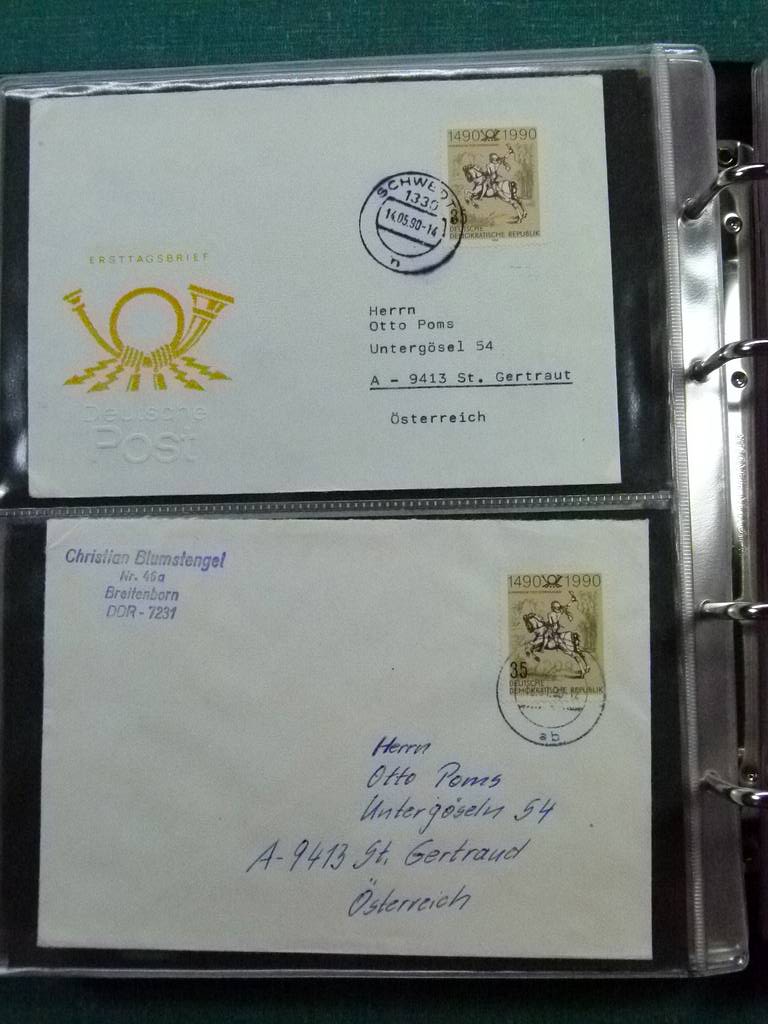 1490 1990
35
DEUTSCHE
DEMOKRATISCHE REPUBLIK
SCHWEDT
1330
14.05.90-14
n
ERSTTAGSBRIEF
Deutsche
Post
Herrn
Otto Poms
Untergösel 54
A - 9413 St. Gertraut
Österreich
Christian Blumstengel
Nr. 46a
Breitenborn
DDR - 7231
1490 1990
35
DEUTSCHE
DEMOKRATISCHE REPUBLIK
ab
Herrn
Otto Poms
Untergöseln 54
A-9413 St. Gertraud
Österreich